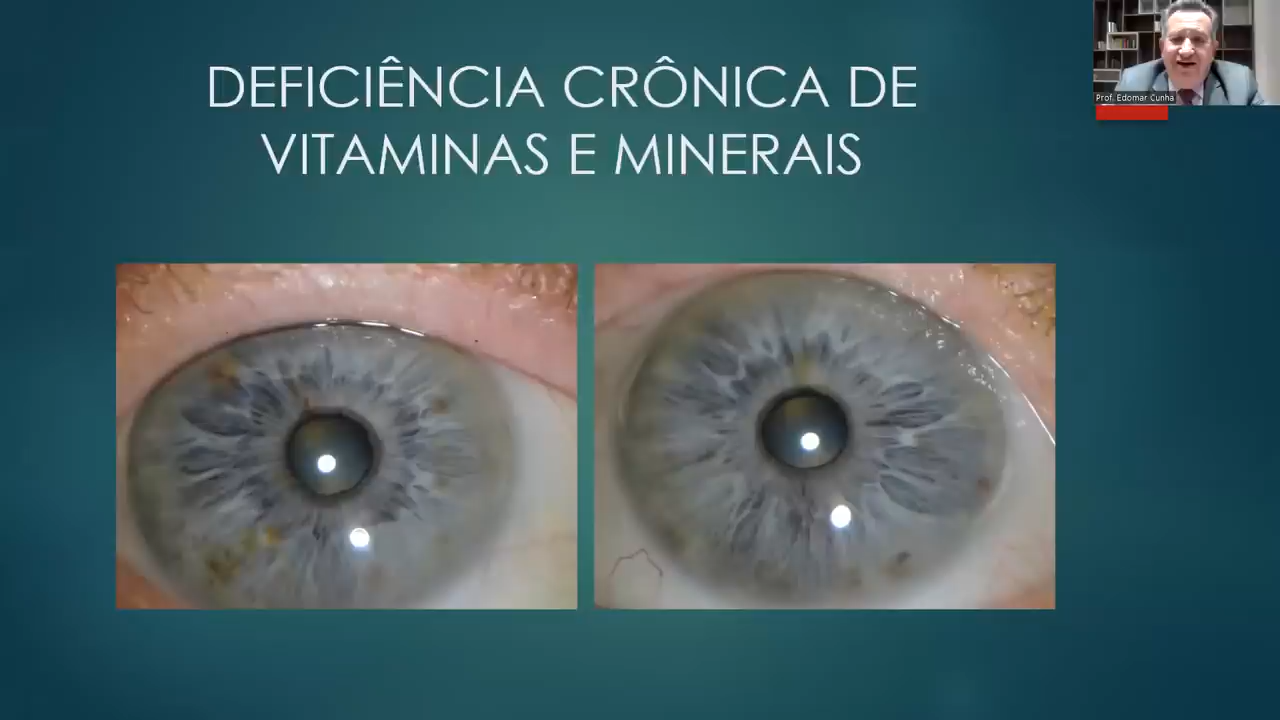 DEFICIÊNCIA CRÔNICA DE
VITAMINAS E MINERAIS
Prof. Edomar Cunha